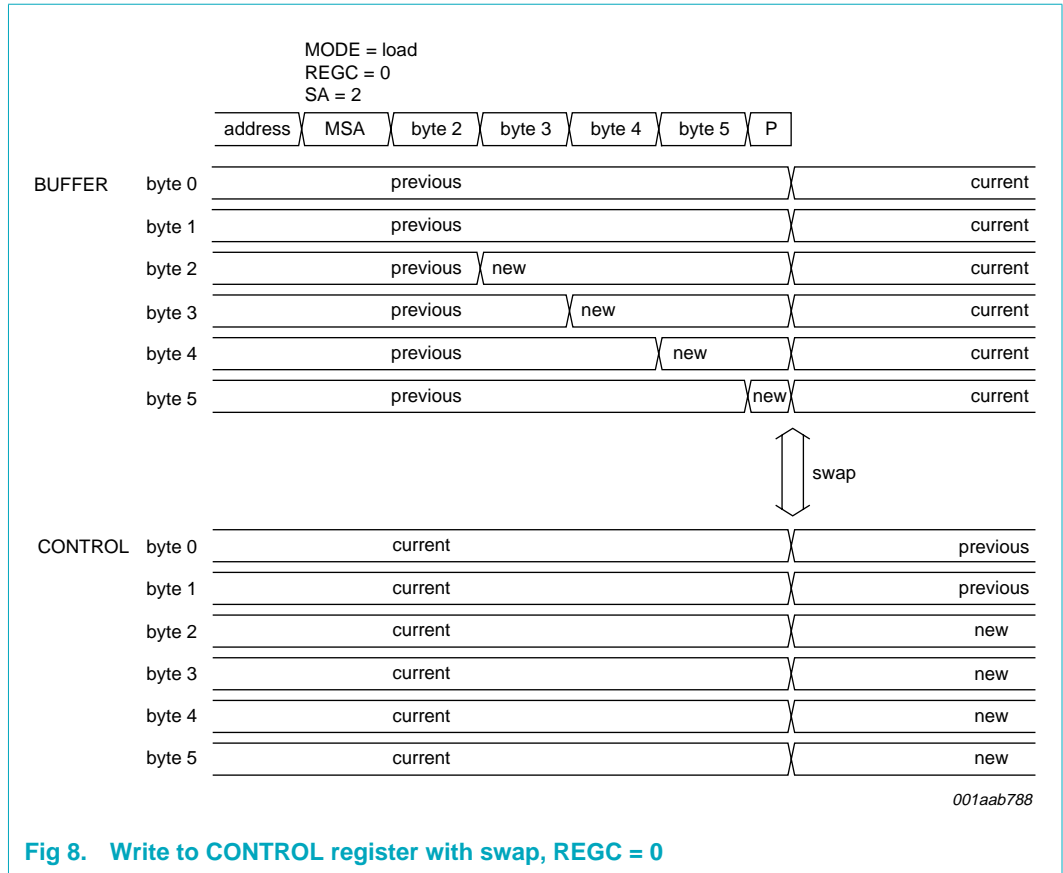 MODE = load
REGC = 0
SA = 2
address MSA byte 2 byte 3 byte 4 byte 5 P
BUFFER byte 0 previous current
byte 1 previous current
byte 2 previous new current
byte 3 previous new current
byte 4 previous new current
byte 5 previous new current
swap
CONTROL byte 0 current previous
byte 1 current previous
byte 2 current new
byte 3 current new
byte 4 current new
byte 5 current new
001aab788
Fig 8. Write to CONTROL register with swap, REGC = 0